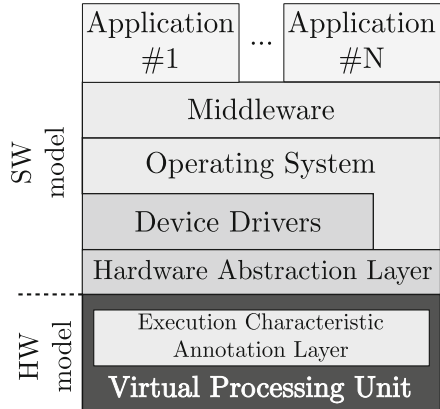 Application
#1
...
Application
#N
Middleware
Operating System
Device Drivers
Hardware Abstraction Layer
Execution Characteristic
Annotation Layer
Virtual Processing Unit
SW
model
HW
model